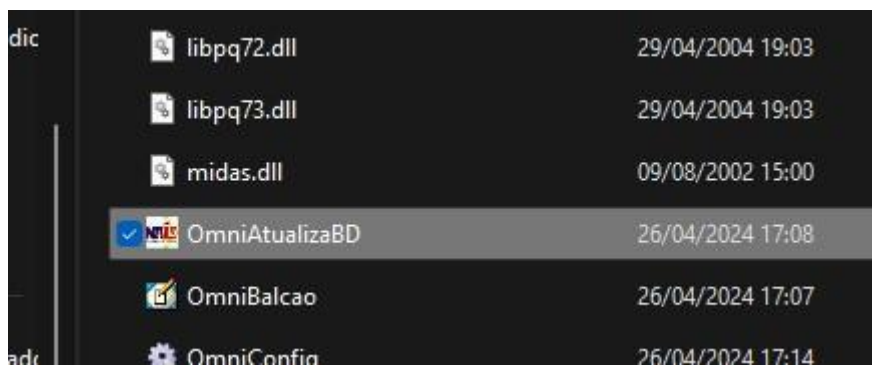 dic
libpq72.dll 29/04/2004 19:03
libpq73.dll 29/04/2004 19:03
midas.dll 09/08/2002 15:00
OmniAtualizaBD 26/04/2024 17:08
OmniBalcao 26/04/2024 17:07
adc OmniConfig 26/04/2024 17:14